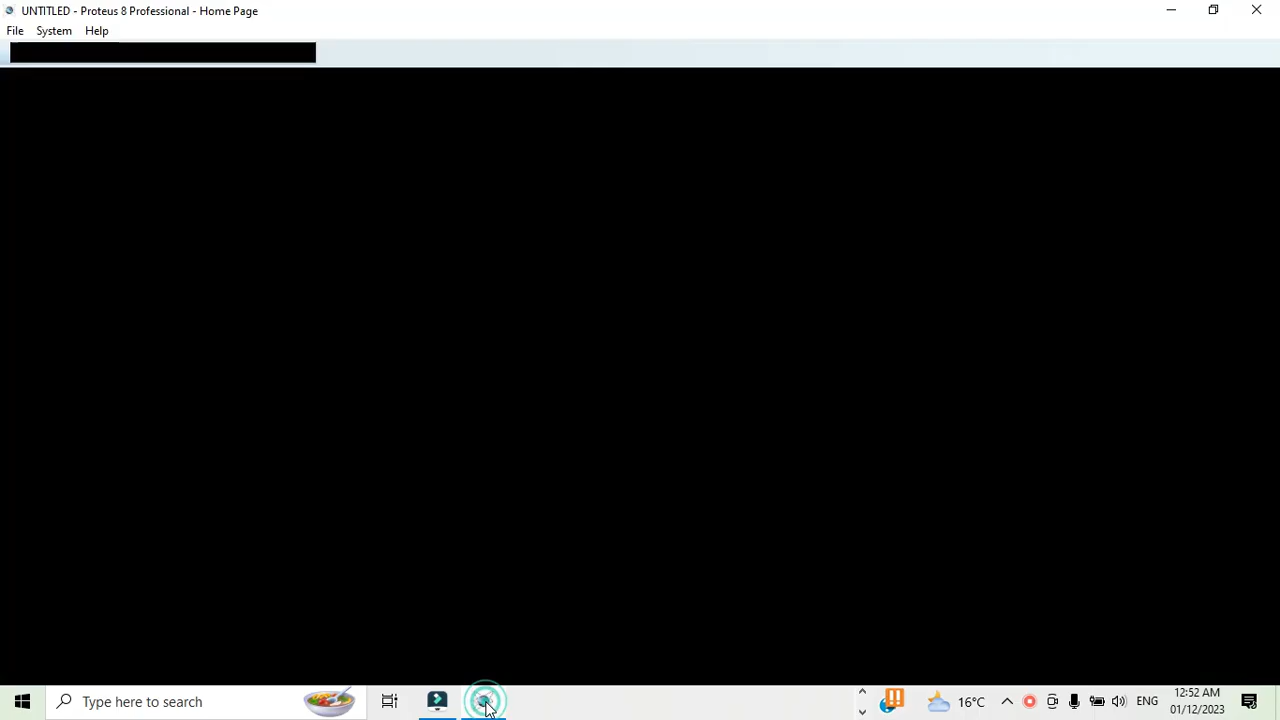 UNTITLED - Proteus 8 Professional - Home Page
File System Help
Type here to search
16°C
ENG
12:52 AM
01/12/2023